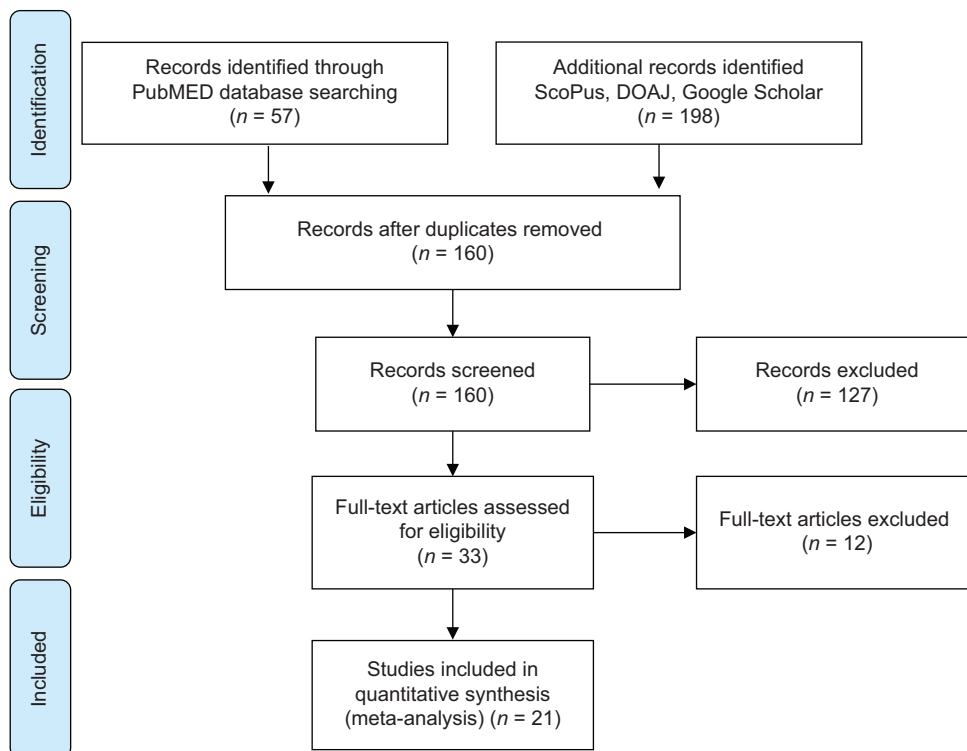 Identification
Records identified through
PubMED database searching
(n = 57)
Additional records identified
ScoPus, DOAJ, Google Scholar
(n = 198)
Screening
Records after duplicates removed
(n = 160)
Records screened
(n = 160)
Records excluded
(n = 127)
Eligibility
Full-text articles assessed
for eligibility
(n = 33)
Full-text articles excluded
(n = 12)
Included
Studies included in
quantitative synthesis
(meta-analysis) (n = 21)